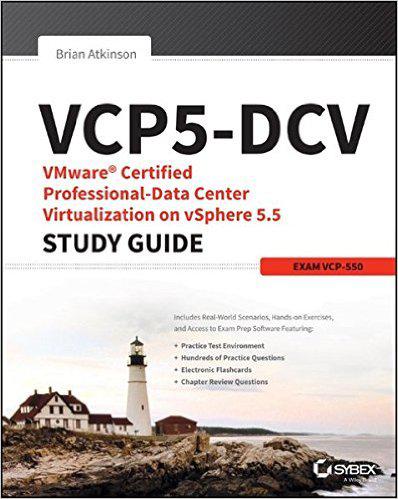 Brian Atkinson
VCP5-DCV
VMware® Certified
Professional-Data Center
Virtualization on vSphere 5.5
STUDY GUIDE
EXAM VCP-550
Includes Real-World Scenarios, Hands-on Exercises,
and Access to Exam Prep Software Featuring:
+ Practice Test Environment
+ Hundreds of Practice Questions
+ Electronic Flashcards
+ Chapter Review Questions
SYBEX
A Wiley Brand